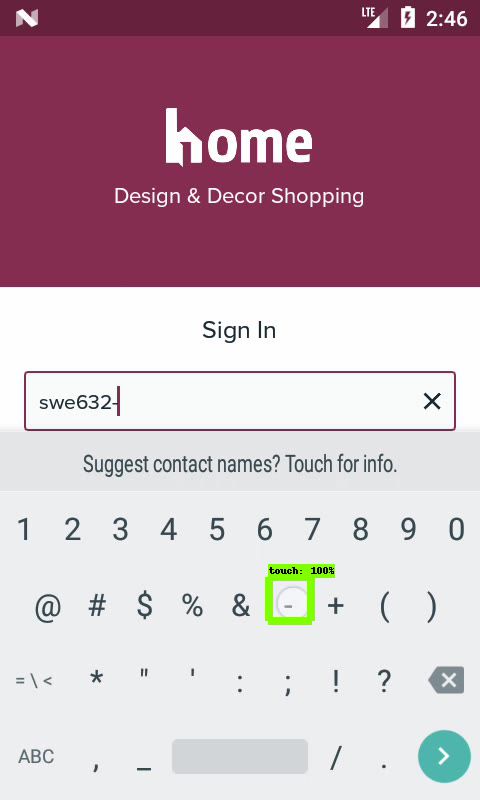 LTE 2:46
home
Design & Decor Shopping
Sign In
swe632-
Suggest contact names? Touch for info.
1 2 3 4 5 6 7 8 9 0
touch: 100%
@ # $ % & - + ( )
= \ < * " ' : ; ! ?
ABC , _ / .